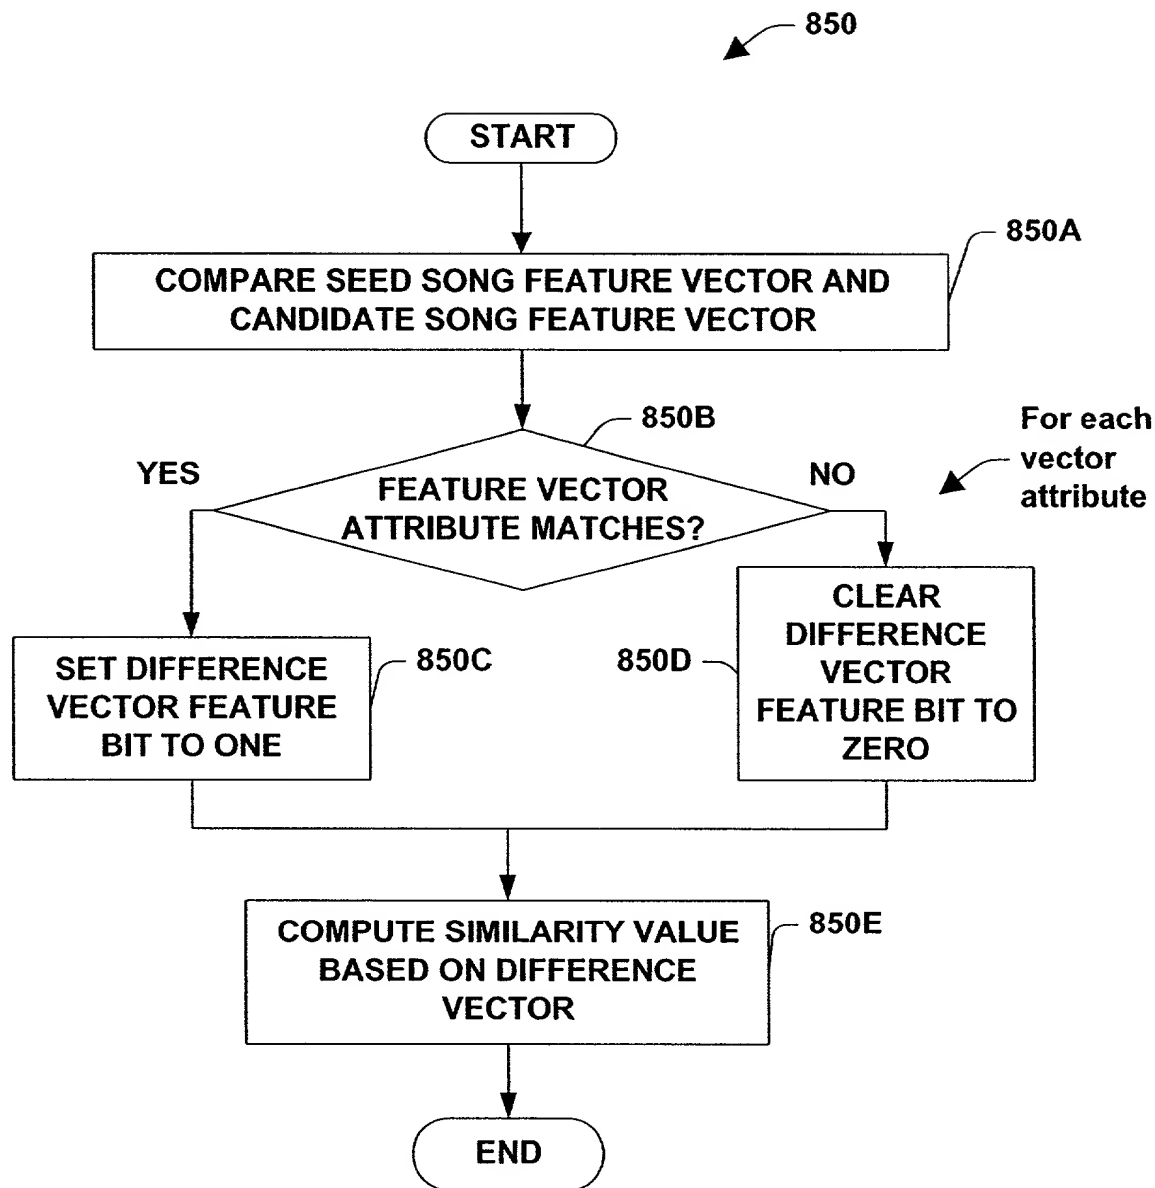 850
START
850A
COMPARE SEED SONG FEATURE VECTOR AND
CANDIDATE SONG FEATURE VECTOR
850B
For each
vector
attribute
YES
NO
FEATURE VECTOR
ATTRIBUTE MATCHES?
SET DIFFERENCE
VECTOR FEATURE
BIT TO ONE
850C
850D
CLEAR
DIFFERENCE
VECTOR
FEATURE BIT TO
ZERO
850E
COMPUTE SIMILARITY VALUE
BASED ON DIFFERENCE
VECTOR
END